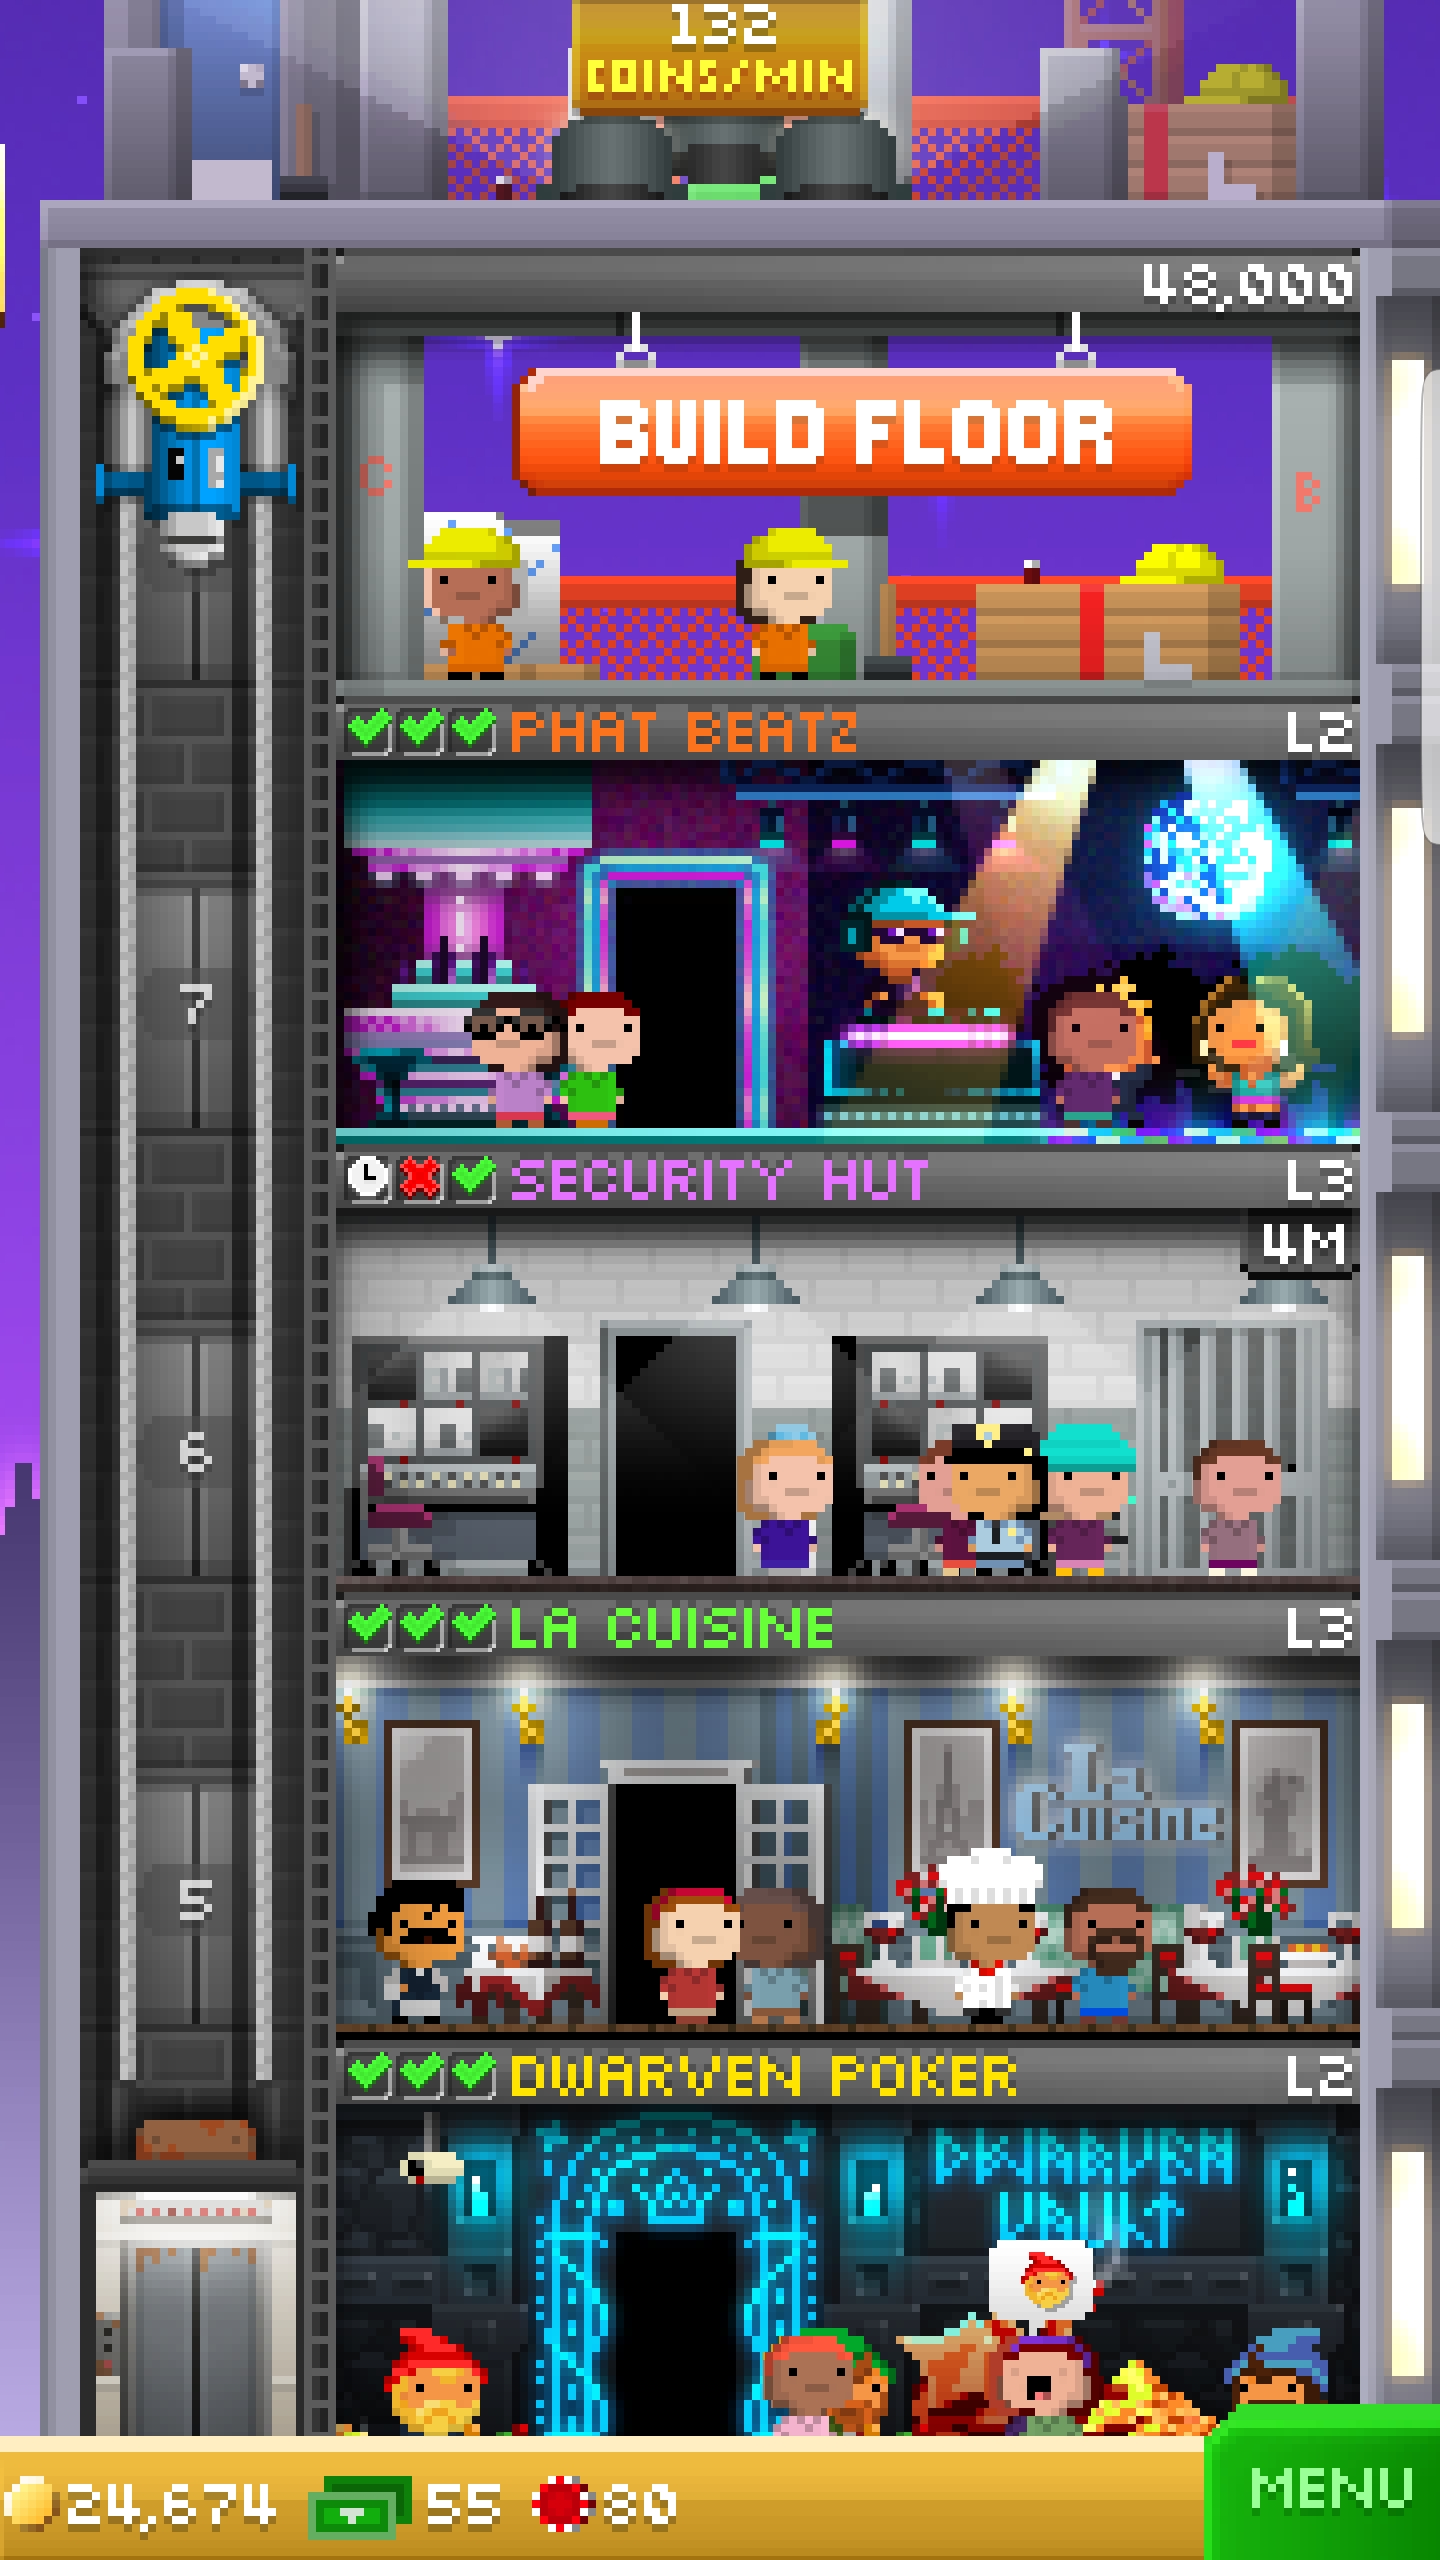 132
COINS/MIN
48,000
BUILD FLOOR
C
B
PHAT BEATZ
L2
7
SECURITY HUT
L3
4M
6
LA CUISINE
L3
La
Cuisine
5
DWARVEN POKER
L2
DWARVEN
VAULT
24,674
55
80
MENU